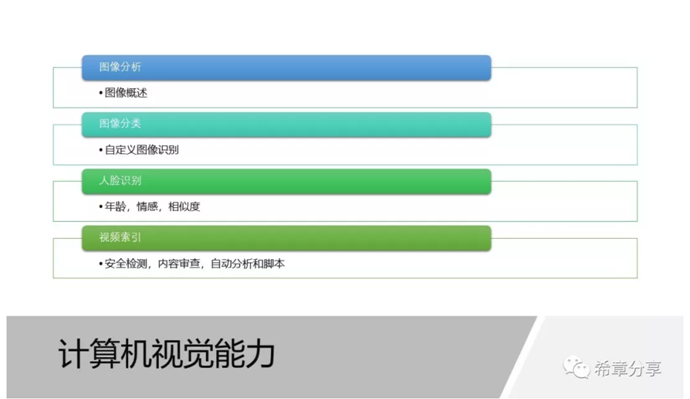 图像分析
•图像概述
图像分类
•自定义图像识别
人脸识别
•年龄，情感，相似度
视频索引
•安全检测，内容审查，自动分析和脚本
计算机视觉能力
希章分享